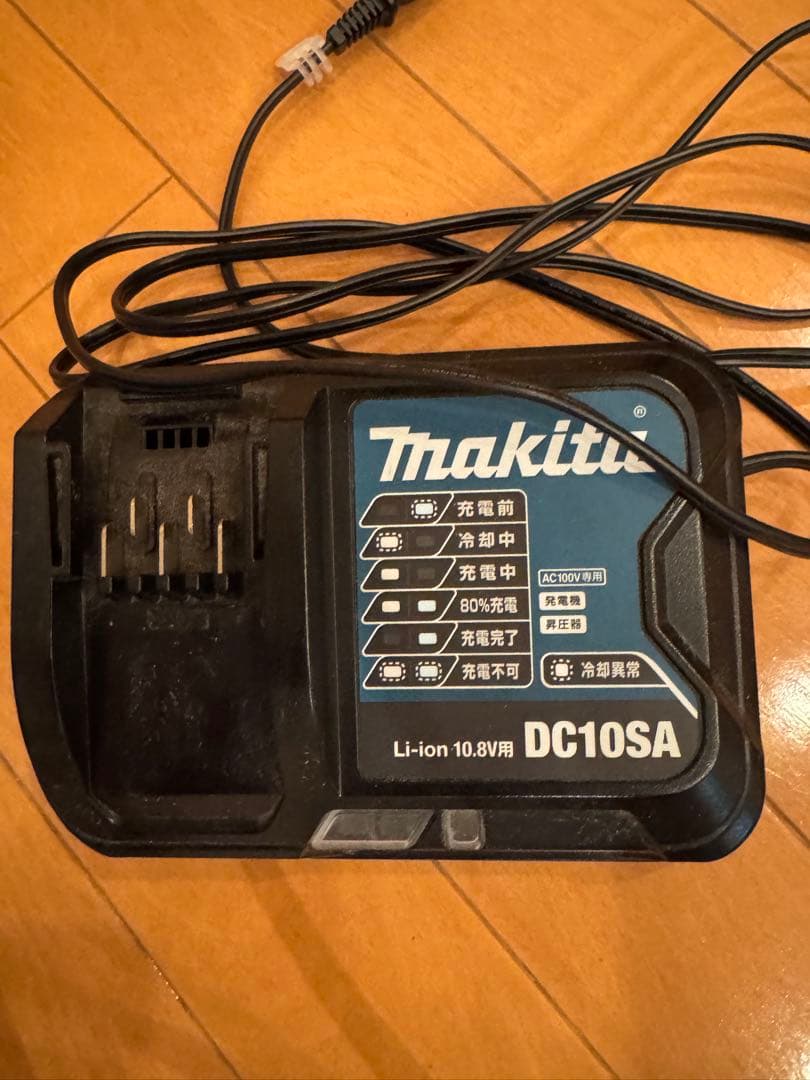 makita®
充電前
冷却中
充電中
80%充電
充電完了
充電不可
AC100V専用
発電機
昇圧器
冷却異常
Li-ion 10.8V用 DC10SA